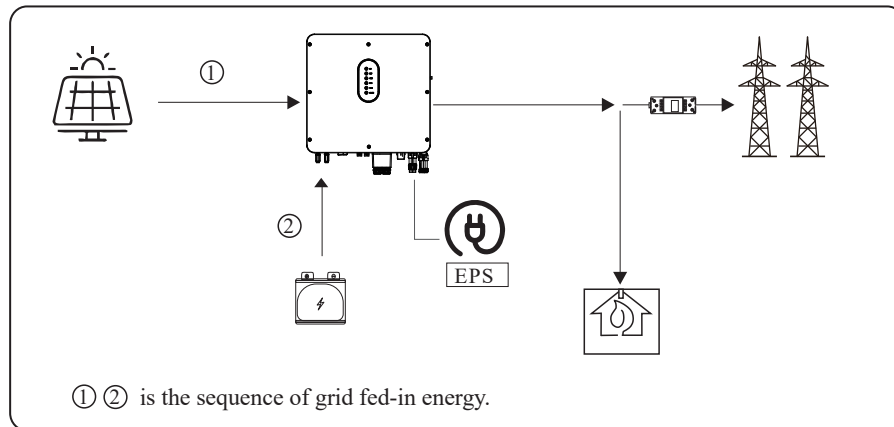 ①
②
EPS
① ② is the sequence of grid fed-in energy.